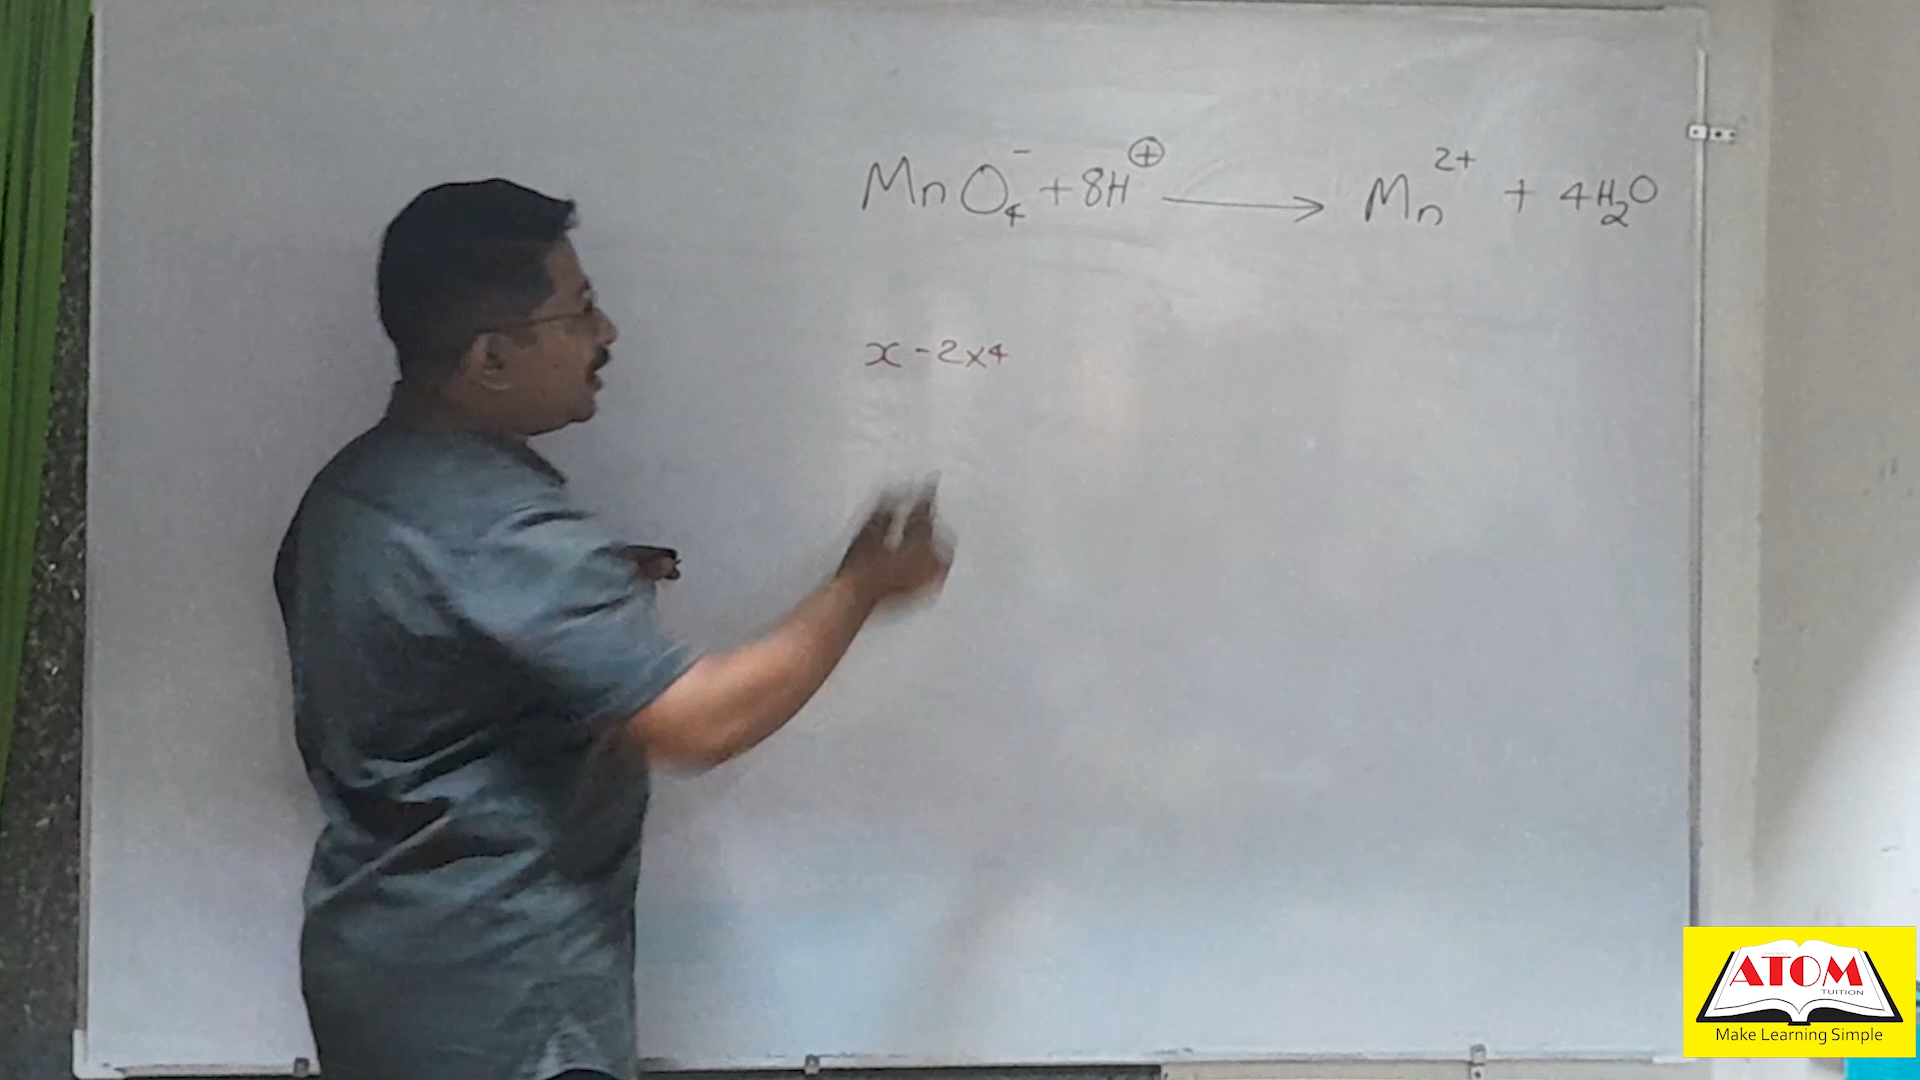 MnO₄⁻ + 8H⊕ ⟶ Mn²⁺ + 4H₂O
x - 2x4
ATOM
TUITION
Make Learning Simple